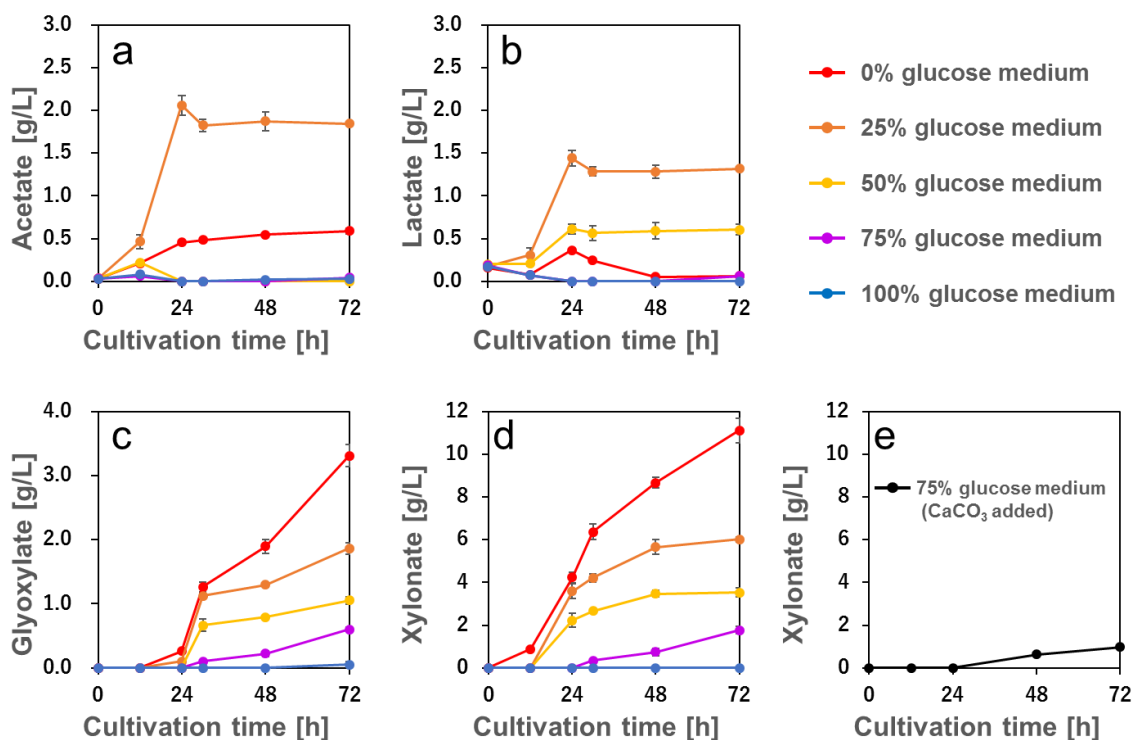 a
3.0
2.5
2.0
1.5
1.0
0.5
0.0
Acetate [g/L]
0 24 48 72
Cultivation time [h]
b
3.0
2.5
2.0
1.5
1.0
0.5
0.0
Lactate [g/L]
0 24 48 72
Cultivation time [h]
0% glucose medium
25% glucose medium
50% glucose medium
75% glucose medium
100% glucose medium
c
4.0
3.0
2.0
1.0
0.0
Glyoxylate [g/L]
0 24 48 72
Cultivation time [h]
d
12
10
8
6
4
2
0
Xylonate [g/L]
0 24 48 72
Cultivation time [h]
e
12
10
8
6
4
2
0
Xylonate [g/L]
75% glucose medium
(CaCO₃ added)
0 24 48 72
Cultivation time [h]